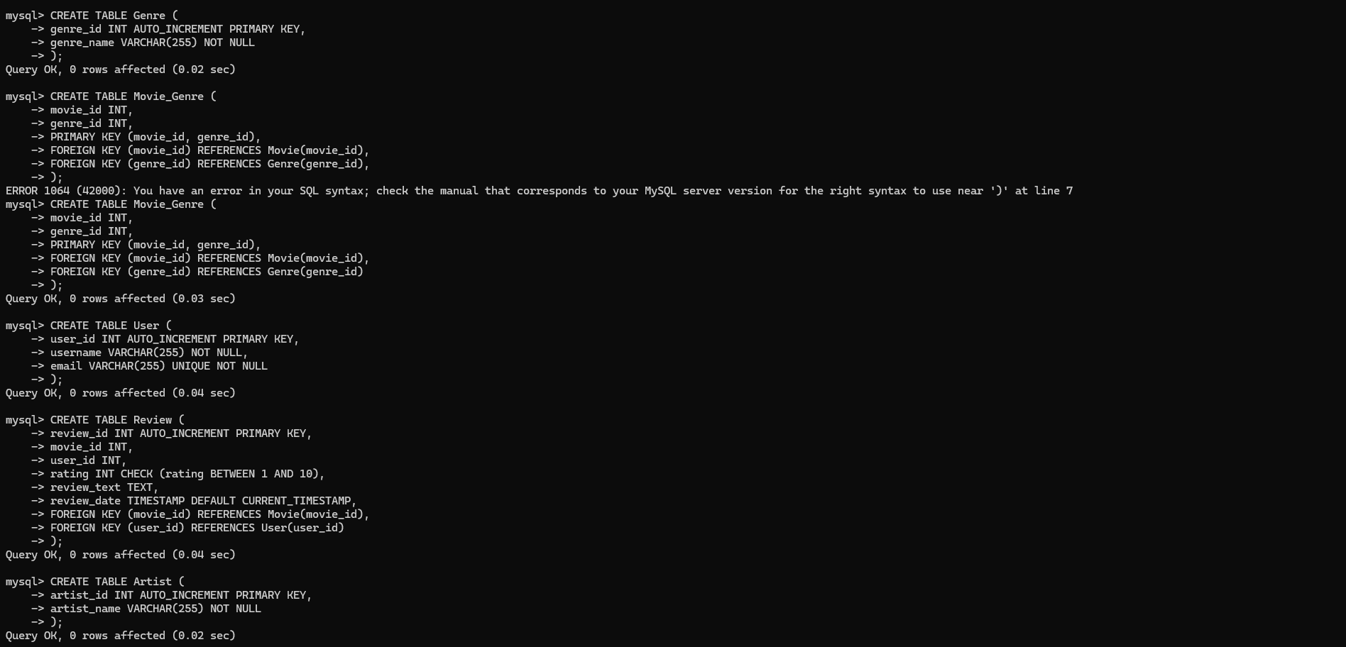 mysql> CREATE TABLE Genre (
    -> genre_id INT AUTO_INCREMENT PRIMARY KEY,
    -> genre_name VARCHAR(255) NOT NULL
    -> );
Query OK, 0 rows affected (0.02 sec)

mysql> CREATE TABLE Movie_Genre (
    -> movie_id INT,
    -> genre_id INT,
    -> PRIMARY KEY (movie_id, genre_id),
    -> FOREIGN KEY (movie_id) REFERENCES Movie(movie_id),
    -> FOREIGN KEY (genre_id) REFERENCES Genre(genre_id),
    -> );
ERROR 1064 (42000): You have an error in your SQL syntax; check the manual that corresponds to your MySQL server version for the right syntax to use near ')' at line 7
mysql> CREATE TABLE Movie_Genre (
    -> movie_id INT,
    -> genre_id INT,
    -> PRIMARY KEY (movie_id, genre_id),
    -> FOREIGN KEY (movie_id) REFERENCES Movie(movie_id),
    -> FOREIGN KEY (genre_id) REFERENCES Genre(genre_id)
    -> );
Query OK, 0 rows affected (0.03 sec)

mysql> CREATE TABLE User (
    -> user_id INT AUTO_INCREMENT PRIMARY KEY,
    -> username VARCHAR(255) NOT NULL,
    -> email VARCHAR(255) UNIQUE NOT NULL
    -> );
Query OK, 0 rows affected (0.04 sec)

mysql> CREATE TABLE Review (
    -> review_id INT AUTO_INCREMENT PRIMARY KEY,
    -> movie_id INT,
    -> user_id INT,
    -> rating INT CHECK (rating BETWEEN 1 AND 10),
    -> review_text TEXT,
    -> review_date TIMESTAMP DEFAULT CURRENT_TIMESTAMP,
    -> FOREIGN KEY (movie_id) REFERENCES Movie(movie_id),
    -> FOREIGN KEY (user_id) REFERENCES User(user_id)
    -> );
Query OK, 0 rows affected (0.04 sec)

mysql> CREATE TABLE Artist (
    -> artist_id INT AUTO_INCREMENT PRIMARY KEY,
    -> artist_name VARCHAR(255) NOT NULL
    -> );
Query OK, 0 rows affected (0.02 sec)